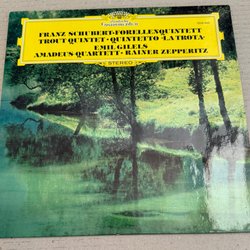 Deutsche
Grammophon
FRANZ SCHUBERT·FORELLENQUINTETT
TROUT QUINTET·QUINTETTO ›LA TROTA‹
EMIL GILELS
AMADEUS QUARTETT·RAINER ZEPPERITZ
STEREO